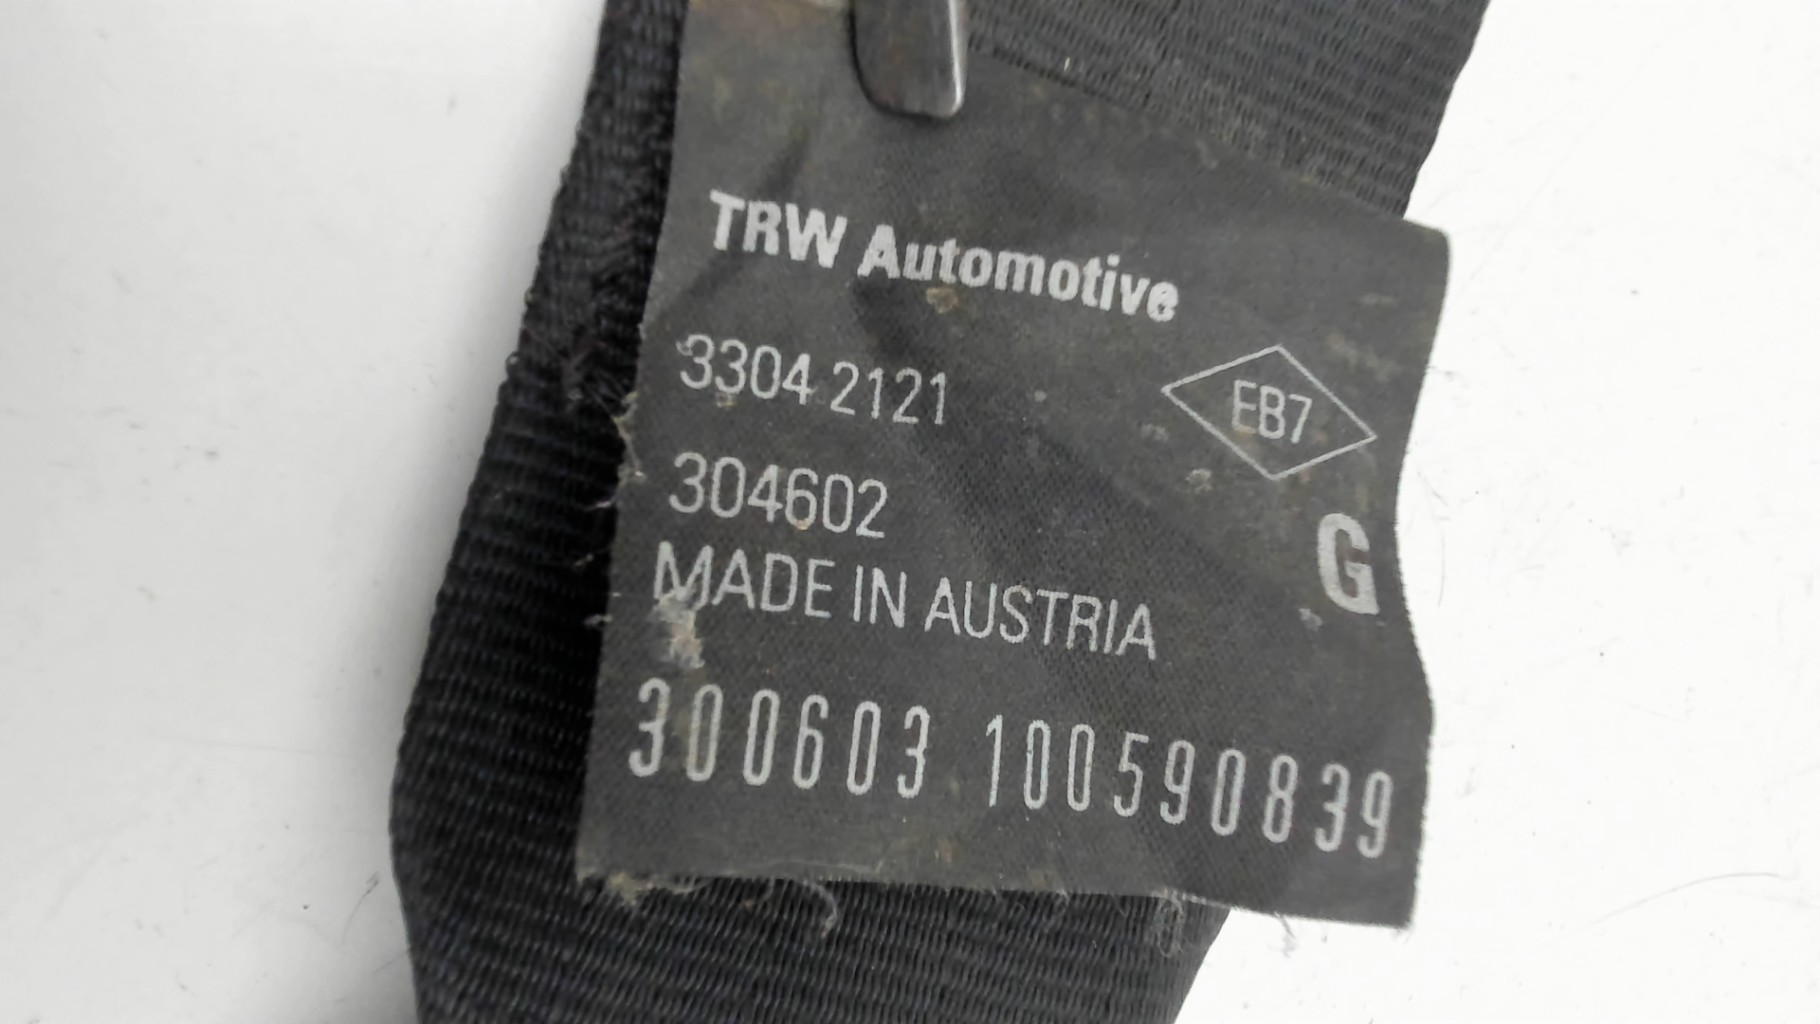 TRW Automotive
3304 2121
EB7
304602
G
MADE IN AUSTRIA
300603 100590839